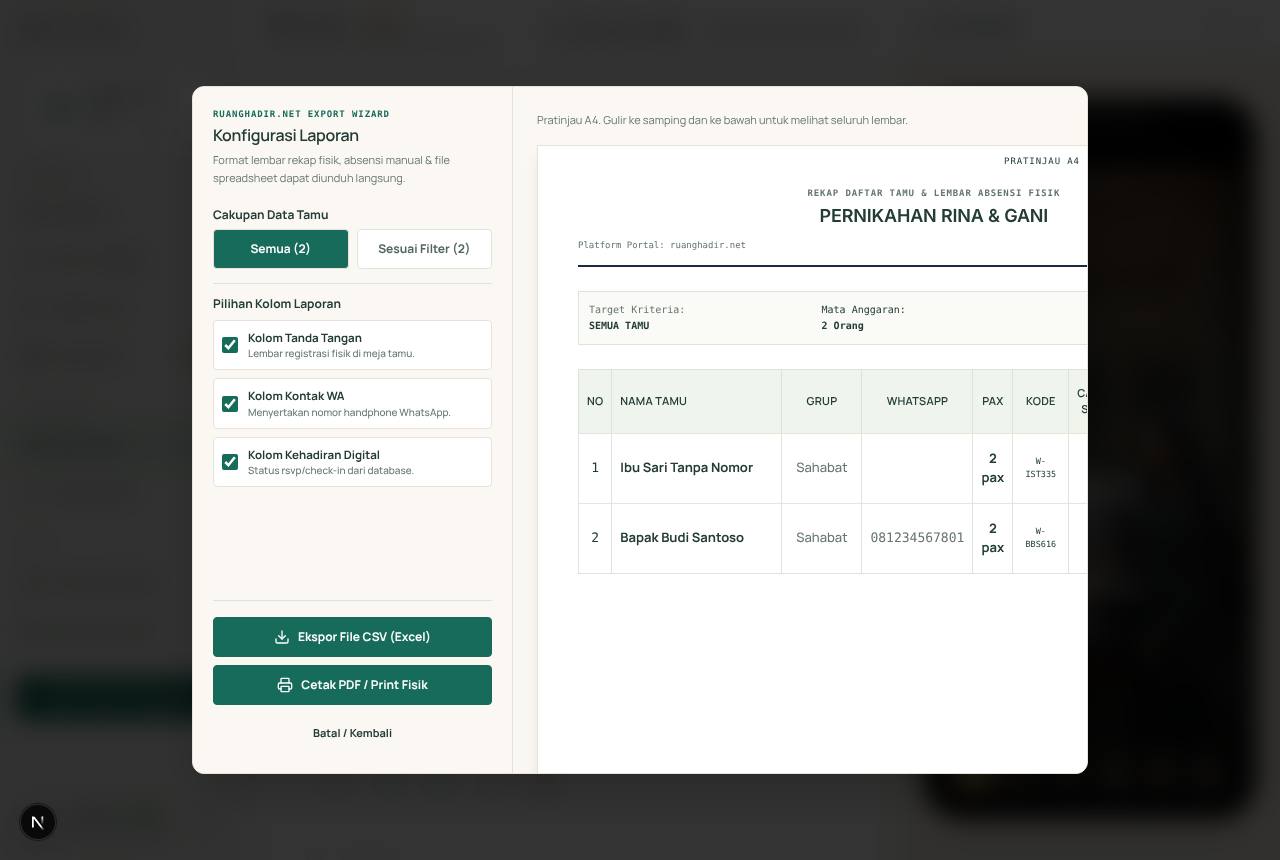 RUANGHADIR.NET EXPORT WIZARD
Konfigurasi Laporan
Format lembar rekap fisik, absensi manual & file
spreadsheet dapat diunduh langsung.
Cakupan Data Tamu
Semua (2)
Sesuai Filter (2)
Pilihan Kolom Laporan
Kolom Tanda Tangan
Lembar registrasi fisik di meja tamu.
Kolom Kontak WA
Menyertakan nomor handphone WhatsApp.
Kolom Kehadiran Digital
Status rsvp/check-in dari database.
Ekspor File CSV (Excel)
Cetak PDF / Print Fisik
Batal / Kembali
Pratinjau A4. Gulir ke samping dan ke bawah untuk melihat seluruh lembar.
PRATINJAU A4
REKAP DAFTAR TAMU & LEMBAR ABSENSI FISIK
PERNIKAHAN RINA & GANI
Platform Portal: ruanghadir.net
Target Kriteria:
SEMUA TAMU
Mata Anggaran:
2 Orang
NO NAMA TAMU GRUP WHATSAPP PAX KODE
1 Ibu Sari Tanpa Nomor Sahabat 2 pax W-IST335
2 Bapak Budi Santoso Sahabat 081234567801 2 pax W-BBS616
N